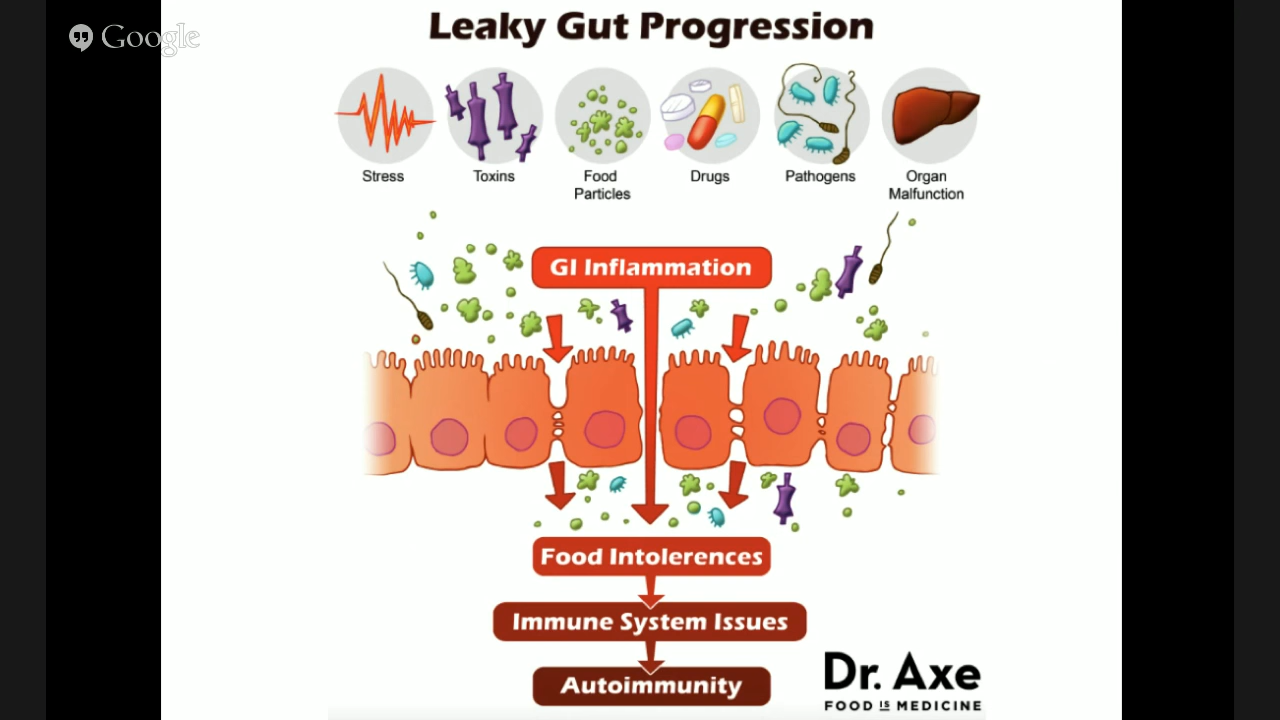 Leaky Gut Progression
Google
Stress
Toxins
Food
Particles
Drugs
Pathogens
Organ
Malfunction
GI Inflammation
Food Intolerences
Immune System Issues
Autoimmunity
Dr. Axe
FOOD IS MEDICINE